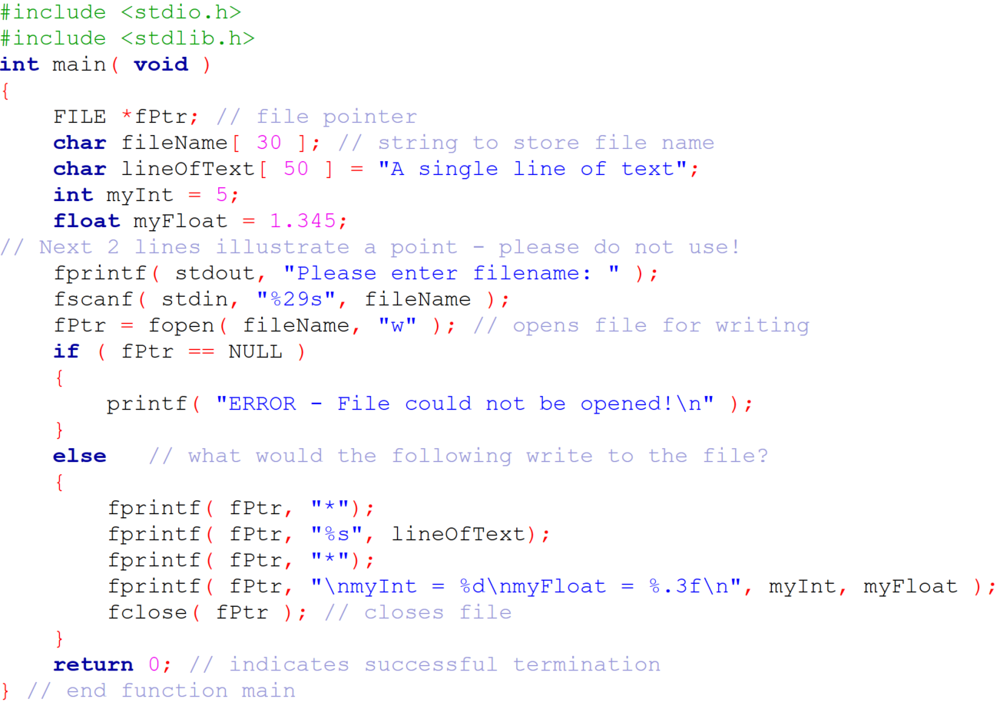 #include <stdio.h>
#include <stdlib.h>
int main( void )
{
    FILE *fPtr; // file pointer
    char fileName[ 30 ]; // string to store file name
    char lineOfText[ 50 ] = "A single line of text";
    int myInt = 5;
    float myFloat = 1.345;
// Next 2 lines illustrate a point - please do not use!
    fprintf( stdout, "Please enter filename: " );
    fscanf( stdin, "%29s", fileName );
    fPtr = fopen( fileName, "w" ); // opens file for writing
    if ( fPtr == NULL )
    {
        printf( "ERROR - File could not be opened!\n" );
    }
    else   // what would the following write to the file?
    {
        fprintf( fPtr, "*");
        fprintf( fPtr, "%s", lineOfText);
        fprintf( fPtr, "*");
        fprintf( fPtr, "\nmyInt = %d\nmyFloat = %.3f\n", myInt, myFloat );
        fclose( fPtr ); // closes file
    }
    return 0; // indicates successful termination
} // end function main